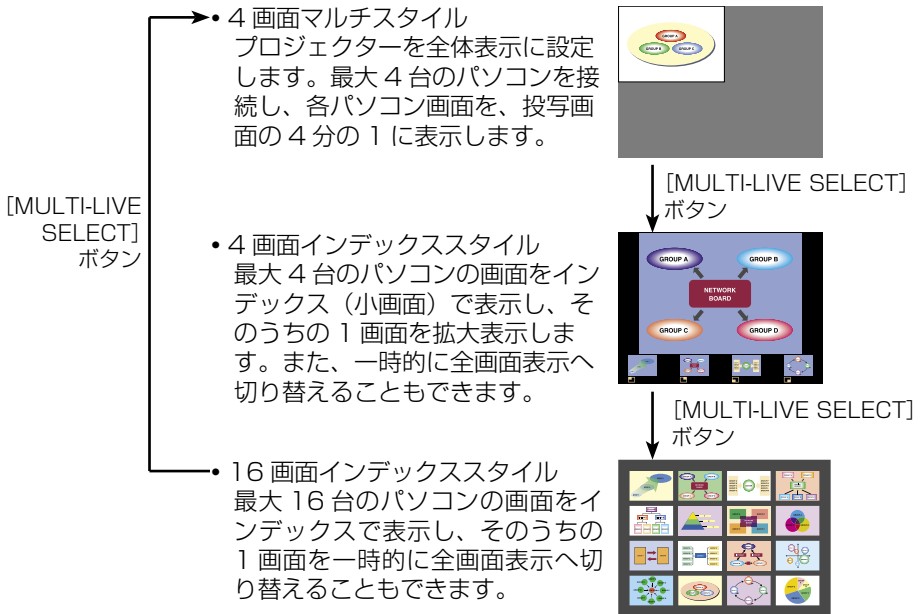 • 4 画面マルチスタイル
プロジェクターを全体表示に設定
します。最大 4 台のパソコンを接
続し、各パソコン画面を、投写画
面の 4 分の 1 に表示します。
GROUP A
GROUP B
GROUP C
[MULTI-LIVE SELECT]
ボタン
[MULTI-LIVE
SELECT]
ボタン
• 4 画面インデックススタイル
最大 4 台のパソコンの画面をイン
デックス（小画面）で表示し、そ
のうちの 1 画面を拡大表示しま
す。また、一時的に全画面表示へ
切り替えることもできます。
GROUP A
GROUP B
NETWORK
BOARD
GROUP C
GROUP D
[MULTI-LIVE SELECT]
ボタン
• 16 画面インデックススタイル
最大 16 台のパソコンの画面をイ
ンデックスで表示し、そのうちの
1 画面を一時的に全画面表示へ切
り替えることもできます。